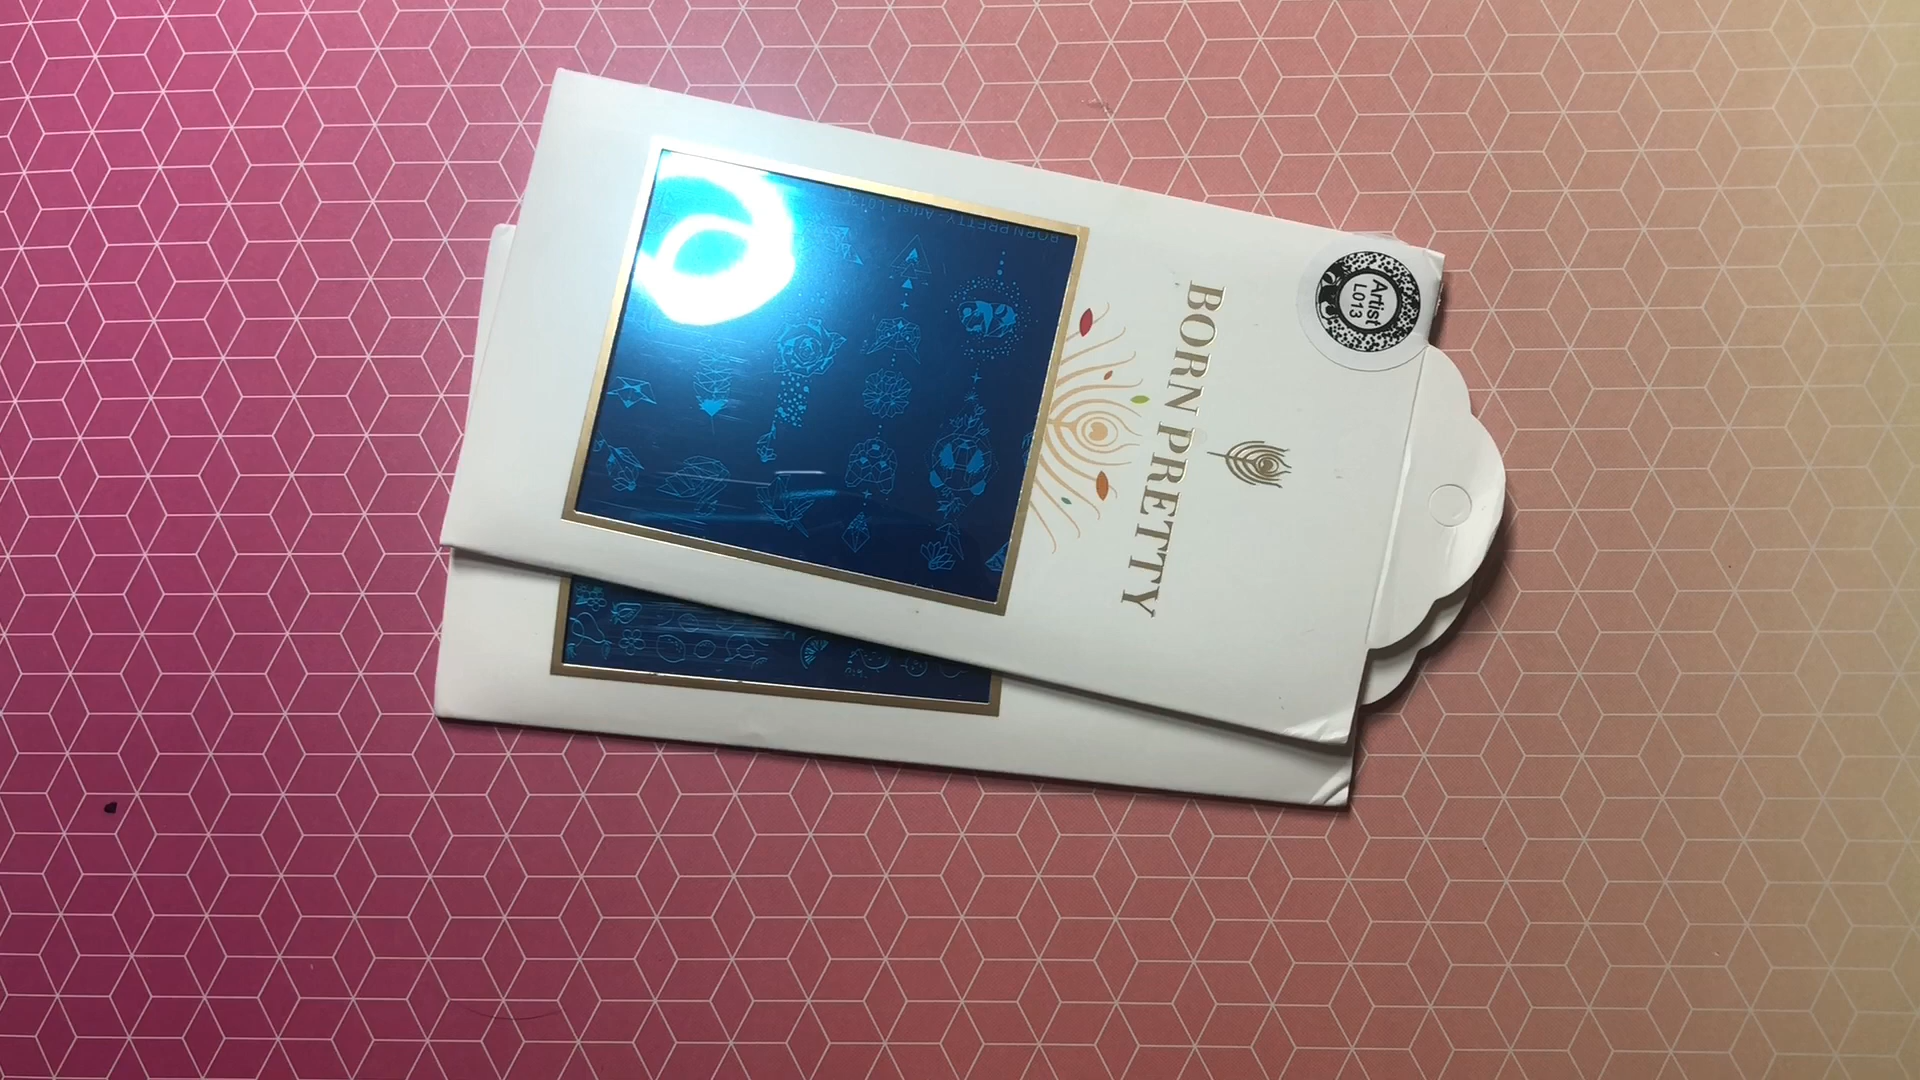 Artist
L013
BORN PRETTY
BORN PRETTY - Artist L013